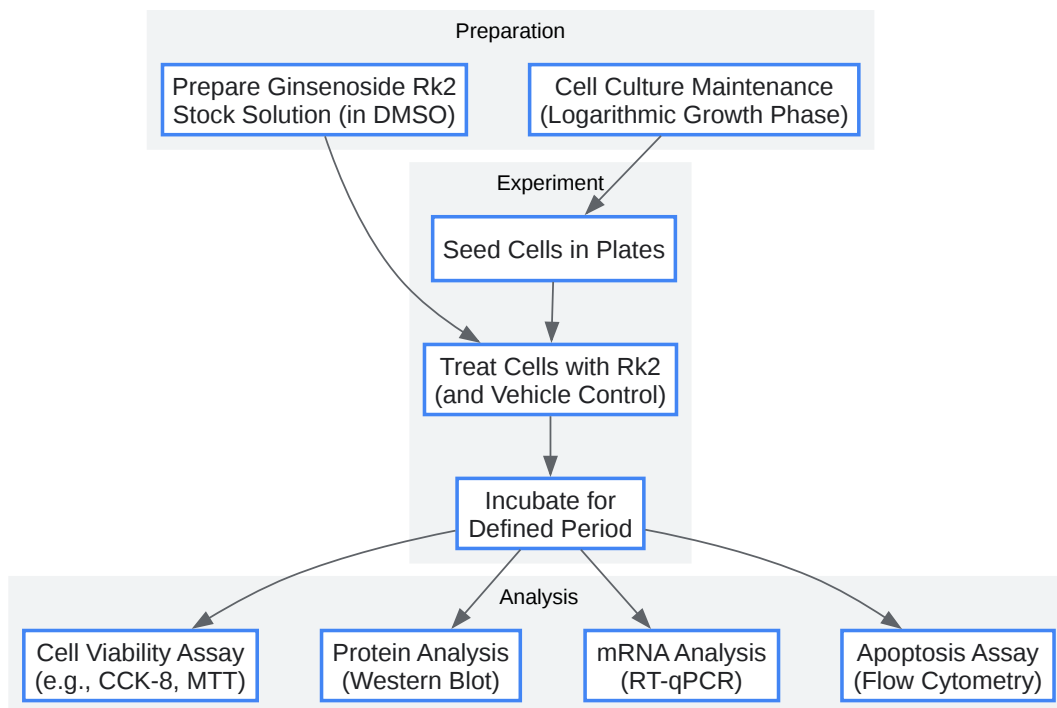 Preparation
Prepare Ginsenoside Rk2
Stock Solution (in DMSO)
Cell Culture Maintenance
(Logarithmic Growth Phase)
Experiment
Seed Cells in Plates
Treat Cells with Rk2
(and Vehicle Control)
Incubate for
Defined Period
Analysis
Cell Viability Assay
(e.g., CCK-8, MTT)
Protein Analysis
(Western Blot)
mRNA Analysis
(RT-qPCR)
Apoptosis Assay
(Flow Cytometry)